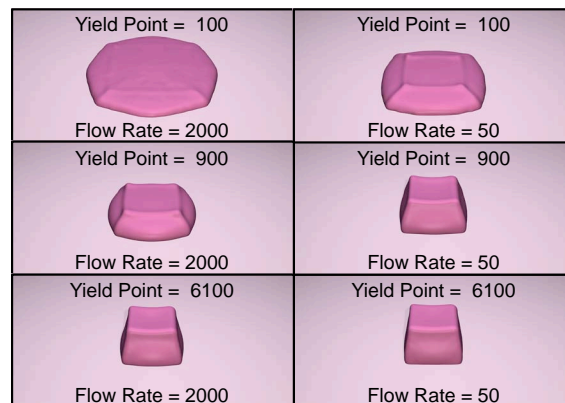 Yield Point = 100
Flow Rate = 2000
Yield Point = 100
Flow Rate = 50
Yield Point = 900
Flow Rate = 2000
Yield Point = 900
Flow Rate = 50
Yield Point = 6100
Flow Rate = 2000
Yield Point = 6100
Flow Rate = 50